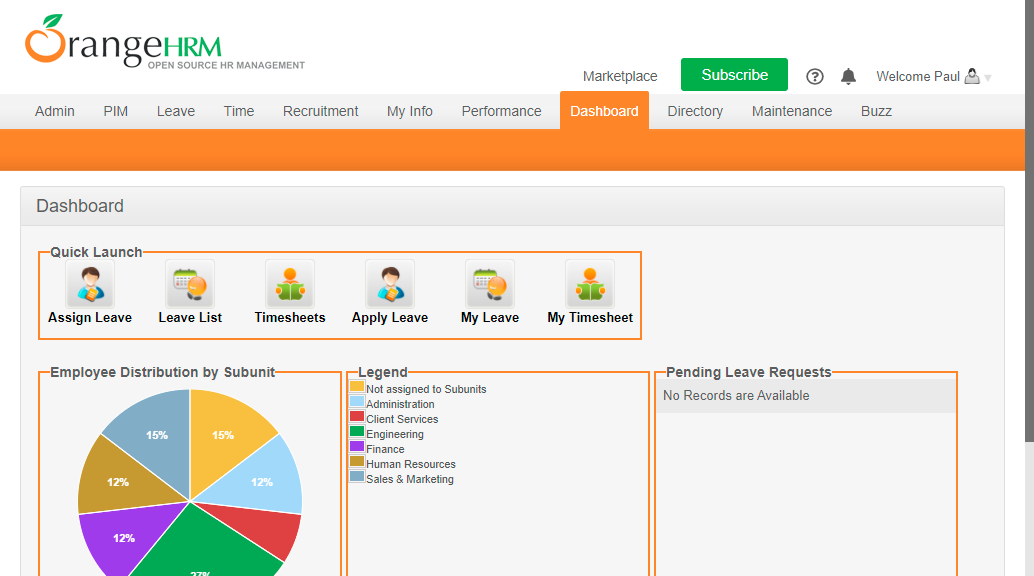 OrangeHRM
OPEN SOURCE HR MANAGEMENT
Marketplace Subscribe ? Welcome Paul
Admin PIM Leave Time Recruitment My Info Performance Dashboard Directory Maintenance Buzz
Dashboard
Quick Launch
Assign Leave Leave List Timesheets Apply Leave My Leave My Timesheet
Employee Distribution by Subunit
15% 15%
12% 12%
12%
27%
Legend
Not assigned to Subunits
Administration
Client Services
Engineering
Finance
Human Resources
Sales & Marketing
Pending Leave Requests
No Records are Available